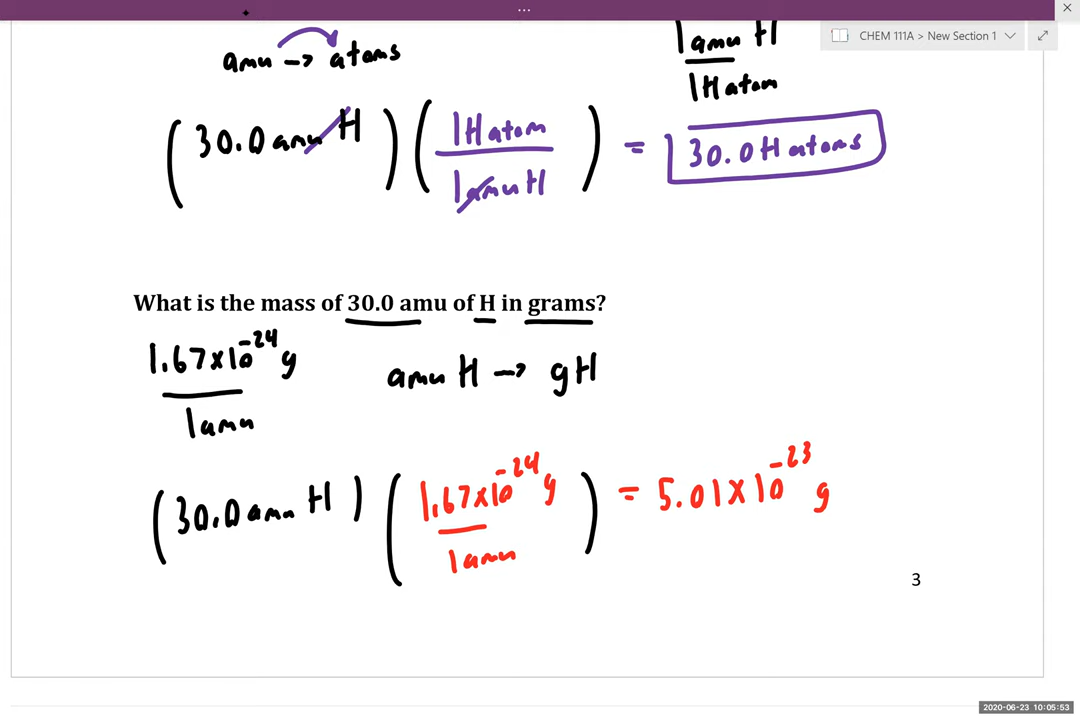 CHEM 111A > New Section 1
amu → atoms
1 amu H
1 H atom
(30.0 amu H) (1 H atom / 1 amu H) = 30.0 H atoms
What is the mass of 30.0 amu of H in grams?
1.67×10⁻²⁴ g
1 amu
amu H → g H
(30.0 amu H) (1.67×10⁻²⁴ g / 1 amu) = 5.01×10⁻²³ g
3
2020-06-23 10:05:53